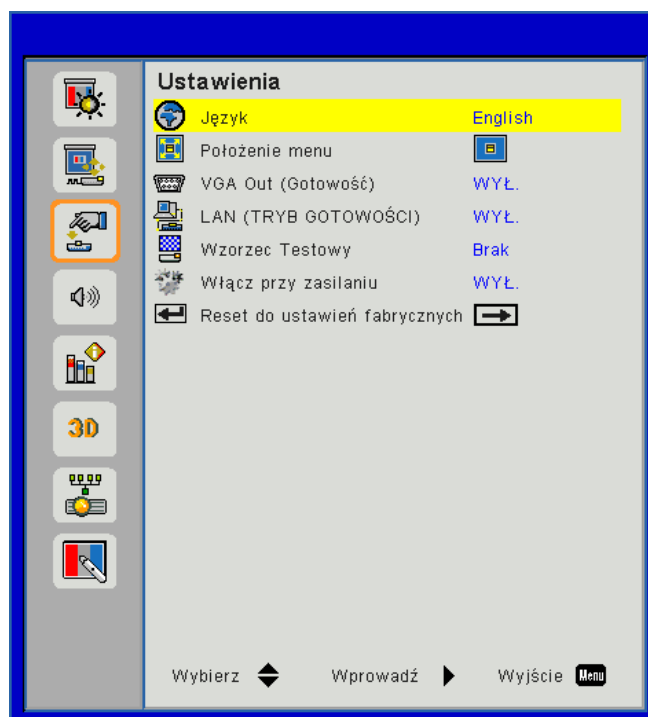 Ustawienia
Język English
Położenie menu
VGA Out (Gotowość) WYŁ.
LAN (TRYB GOTOWOŚCI) WYŁ.
Wzorzec Testowy Brak
Włącz przy zasilaniu WYŁ.
Reset do ustawień fabrycznych
3D
Wybierz Wprowadź Wyjście Menu